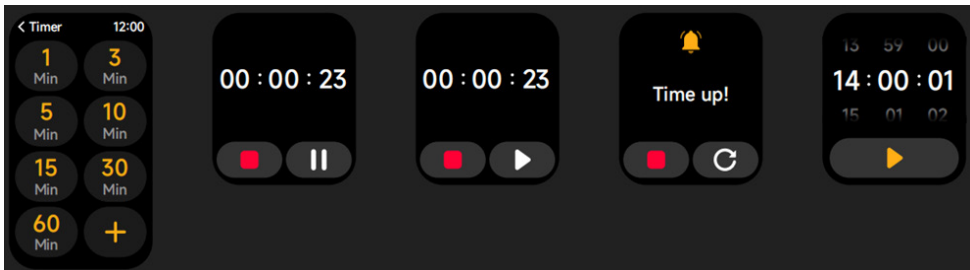 < Timer 12:00
1 3
Min Min
5 10
Min Min
15 30
Min Min
60 +
Min
00 : 00 : 23
00 : 00 : 23
Time up!
13 59 00
14 : 00 : 01
15 01 02